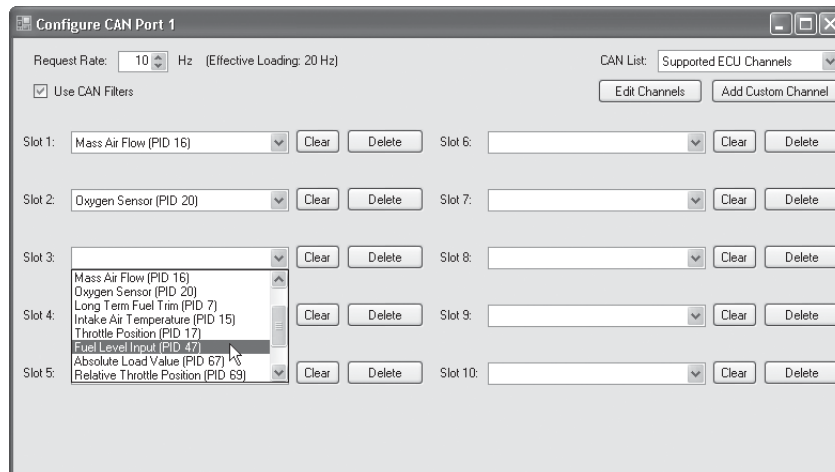 Configure CAN Port 1
Request Rate: 10 Hz (Effective Loading: 20 Hz)
CAN List: Supported ECU Channels
Use CAN Filters
Edit Channels
Add Custom Channel
Slot 1: Mass Air Flow (PID 16) Clear Delete
Slot 6: Clear Delete
Slot 2: Oxygen Sensor (PID 20) Clear Delete
Slot 7: Clear Delete
Slot 3: Clear Delete
Slot 8: Clear Delete
Mass Air Flow (PID 16)
Oxygen Sensor (PID 20)
Long Term Fuel Trim (PID 7)
Intake Air Temperature (PID 15)
Throttle Position (PID 17)
Fuel Level Input (PID 47)
Absolute Load Value (PID 67)
Relative Throttle Position (PID 69)
Slot 4: Clear Delete
Slot 9: Clear Delete
Slot 5: Clear Delete
Slot 10: Clear Delete